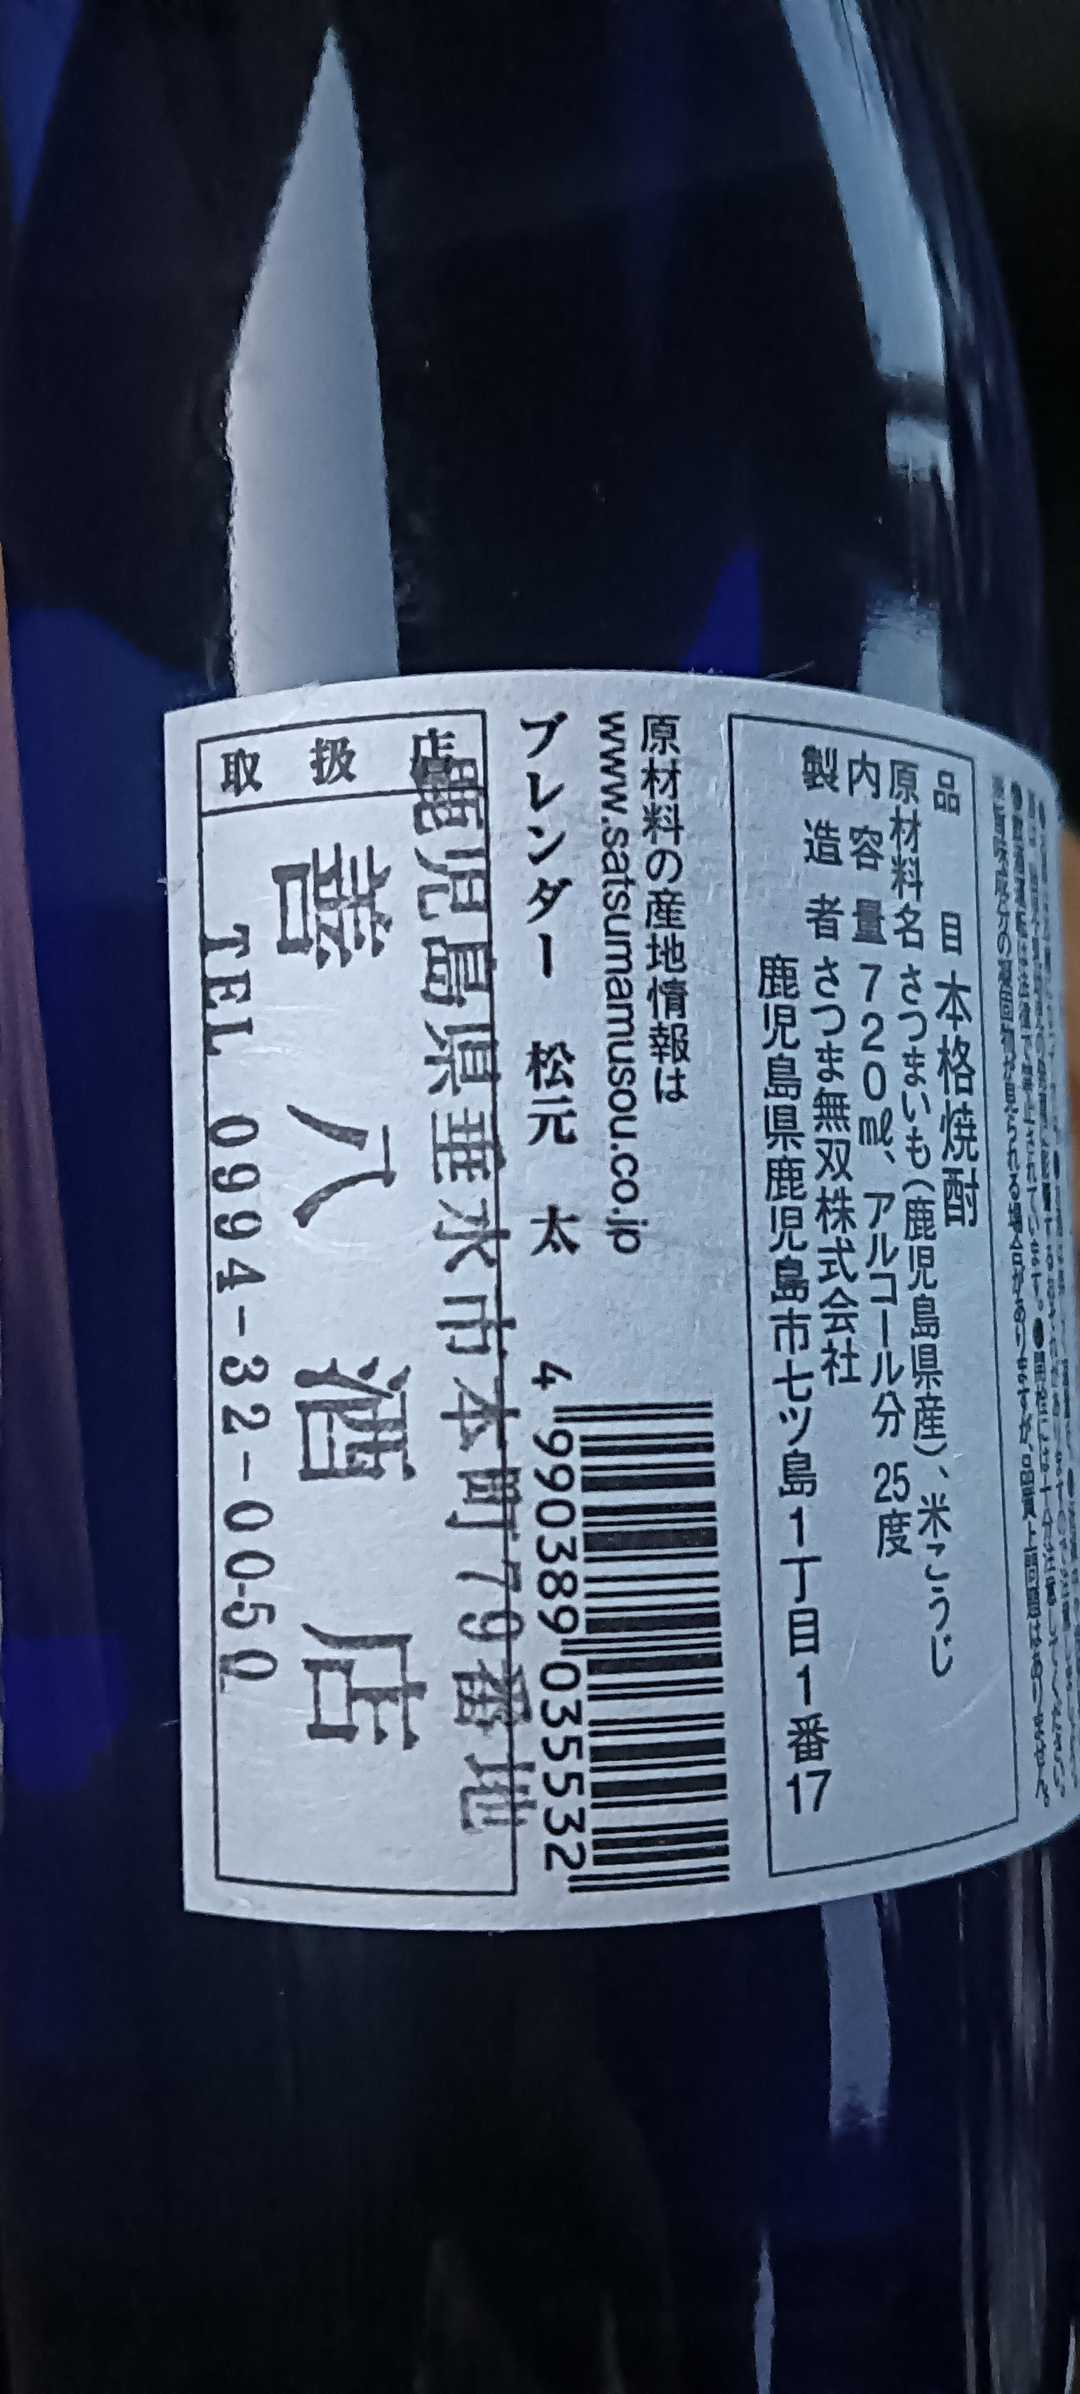 品目 本格焼酎
原材料名 さつまいも(鹿児島県産)、米こうじ
内容量 720㎖、アルコール分 25度
製造者 さつま無双株式会社
鹿児島県鹿児島市七ツ島1丁目1番17
原材料の産地情報は
www.satsumamusou.co.jp
ブレンダー 松元 太
4 990389 035532
取扱店
鹿児島県垂水市本町79番地
善八酒店
TEL 0994-32-0050